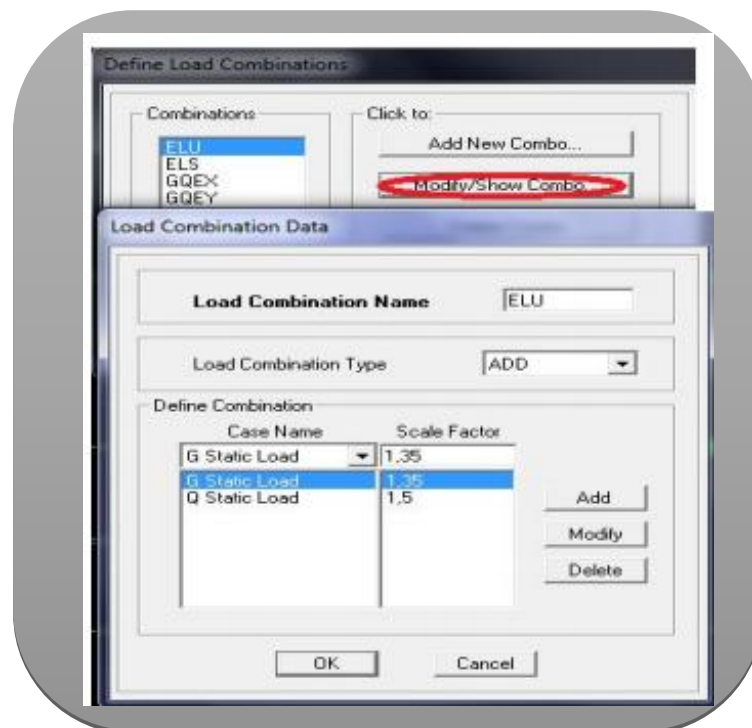 Define Load Combinations
Combinations
Click to:
ELU
ELS
GQEX
GQEY
Add New Combo...
Modify/Show Combo...
Load Combination Data
Load Combination Name
ELU
Load Combination Type
ADD
Define Combination
Case Name
Scale Factor
G Static Load
1,35
G Static Load
1,35
Q Static Load
1,5
Add
Modify
Delete
OK
Cancel